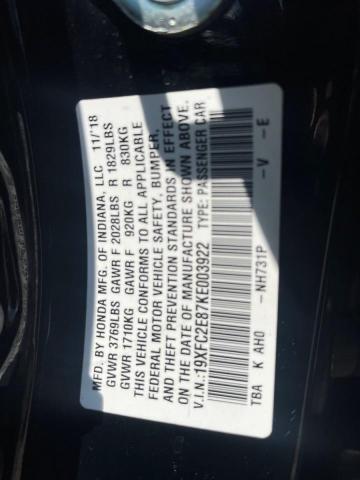 MFD. BY HONDA MFG. OF INDIANA, LLC 11/18
GVWR 3769LBS GAWR F 2028LBS R 1829LBS
GVWR 1710KG GAWR F 920KG R 830KG
THIS VEHICLE CONFORMS TO ALL APPLICABLE
FEDERAL MOTOR VEHICLE SAFETY, BUMPER,
AND THEFT PREVENTION STANDARDS IN EFFECT
ON THE DATE OF MANUFACTURE SHOWN ABOVE.
V.I.N.:19XFC2E87KE003922 TYPE: PASSENGER CAR
TBA K AH0 -NH731P -V -E